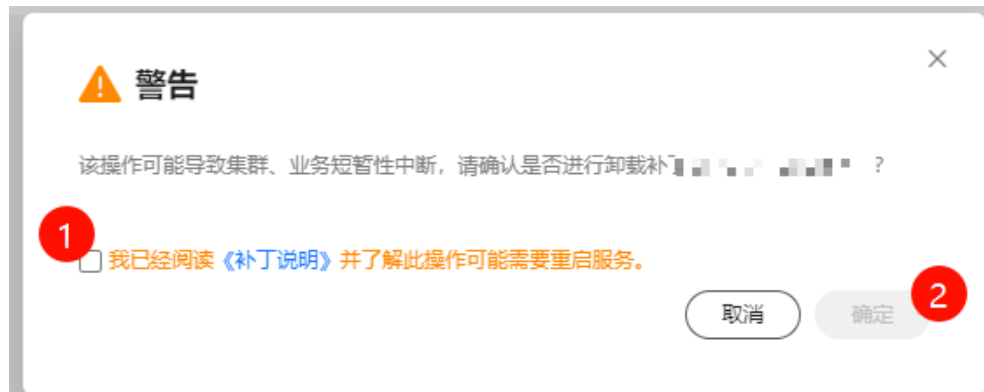 警告
该操作可能导致集群、业务短暂性中断，请确认是否进行卸载补 ？
1
我已经阅读《补丁说明》并了解此操作可能需要重启服务。
取消 确定 2